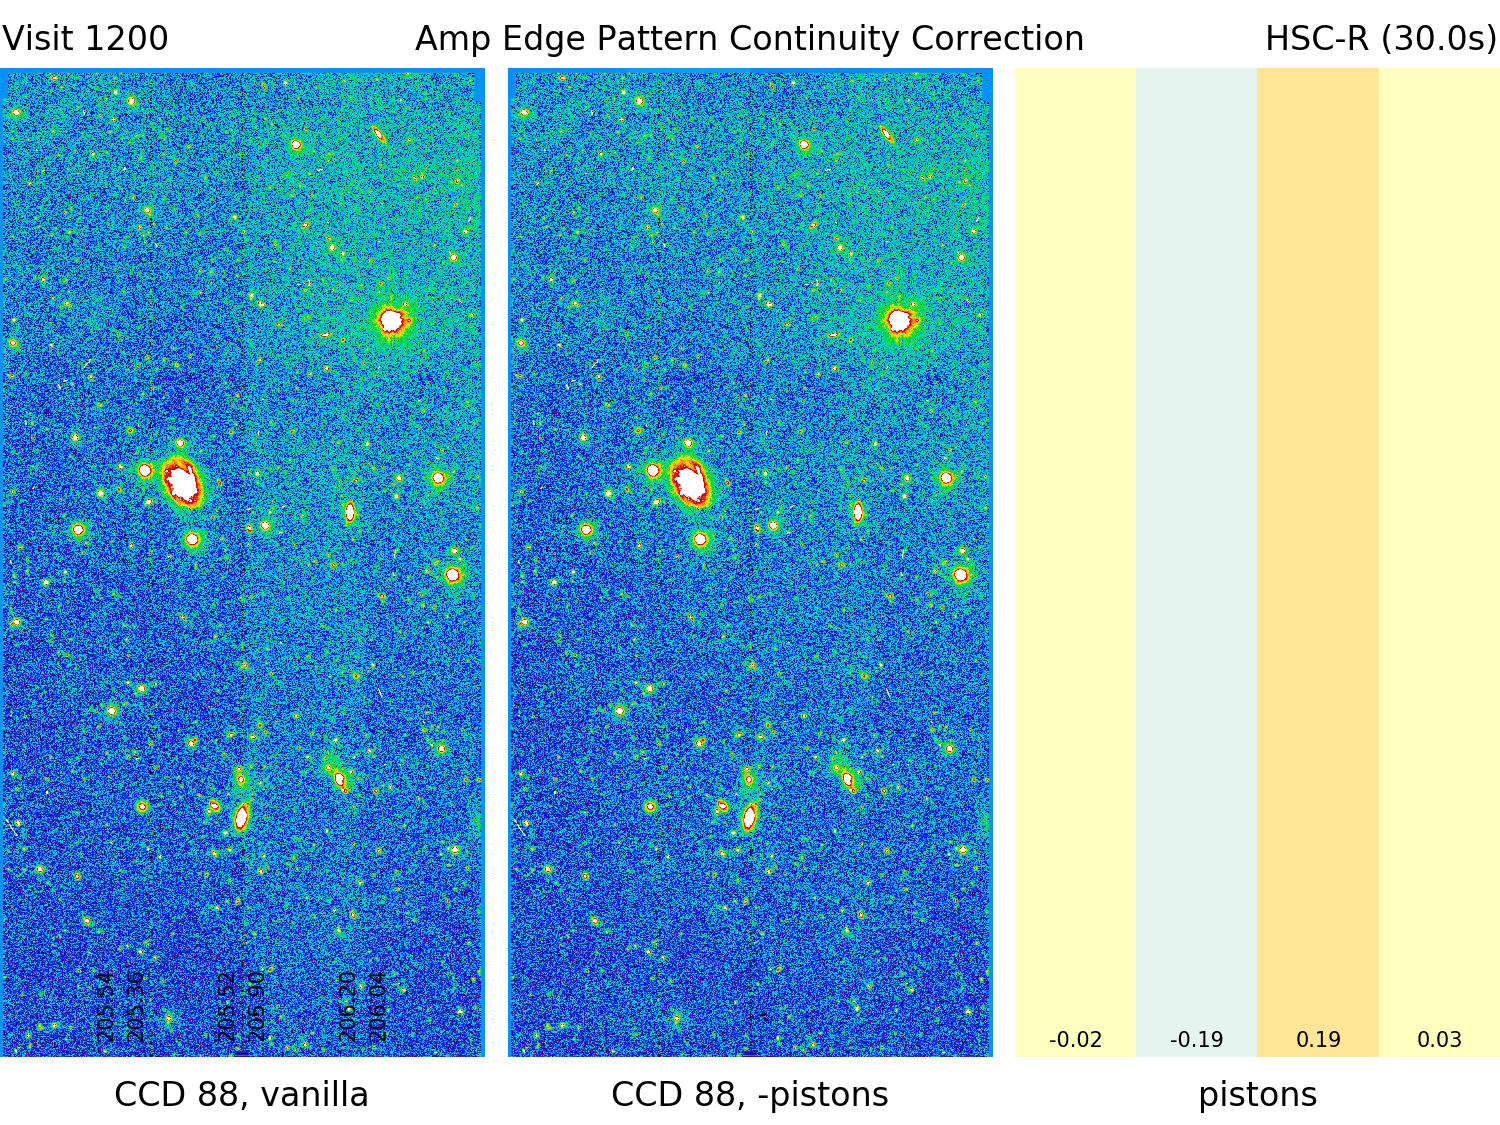 Visit 1200 Amp Edge Pattern Continuity Correction HSC-R (30.0s)
205.54
205.36
205.52
205.90
206.20
206.04
-0.02 -0.19 0.19 0.03
CCD 88, vanilla CCD 88, -pistons pistons